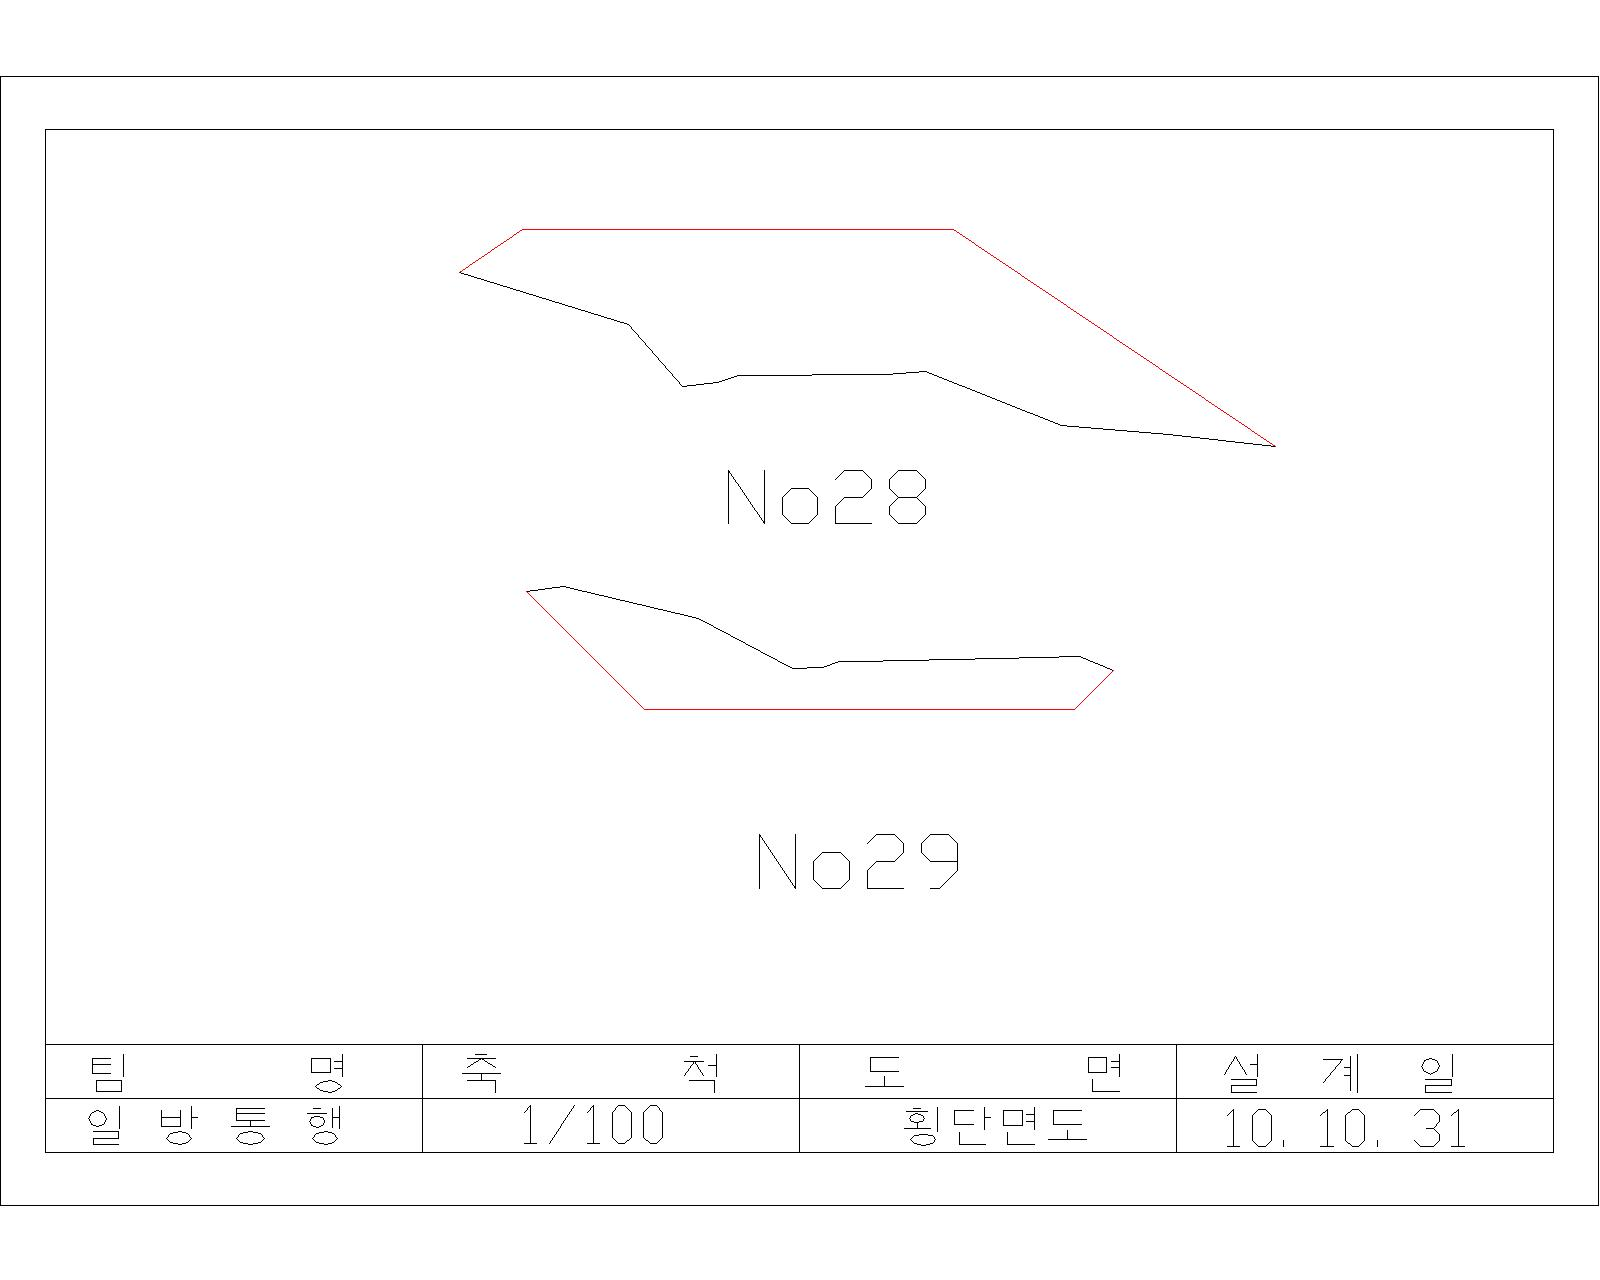 No28
No29
팀 명 축 척 도 면 설 계 일
일 방 통 행 1/100 횡단면도 10. 10. 31